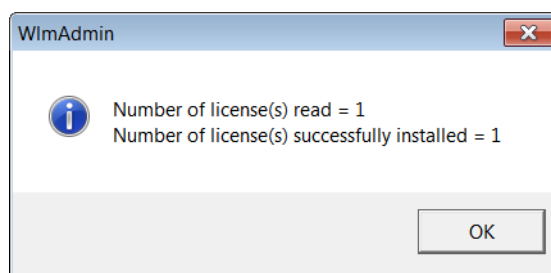 WlmAdmin
Number of license(s) read = 1
Number of license(s) successfully installed = 1
OK